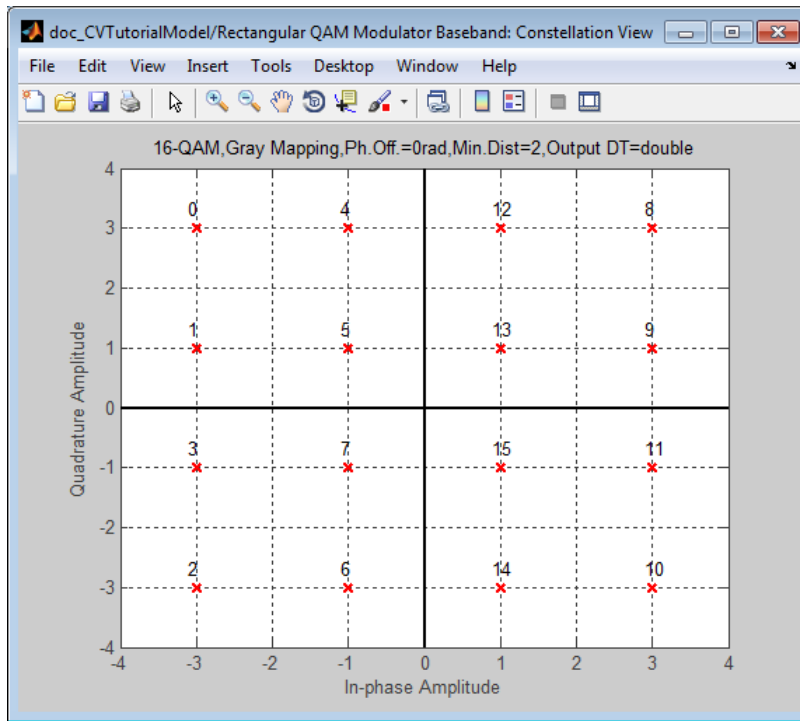 doc_CVTutorialModel/Rectangular QAM Modulator Baseband: Constellation View
File Edit View Insert Tools Desktop Window Help
16-QAM,Gray Mapping,Ph.Off.=0rad,Min.Dist=2,Output DT=double
4
0 4 12 8
3
2
1 5 13 9
1
Quadrature Amplitude
0
3 7 15 11
-1
-2
2 6 14 10
-3
-4
-4 -3 -2 -1 0 1 2 3 4
In-phase Amplitude